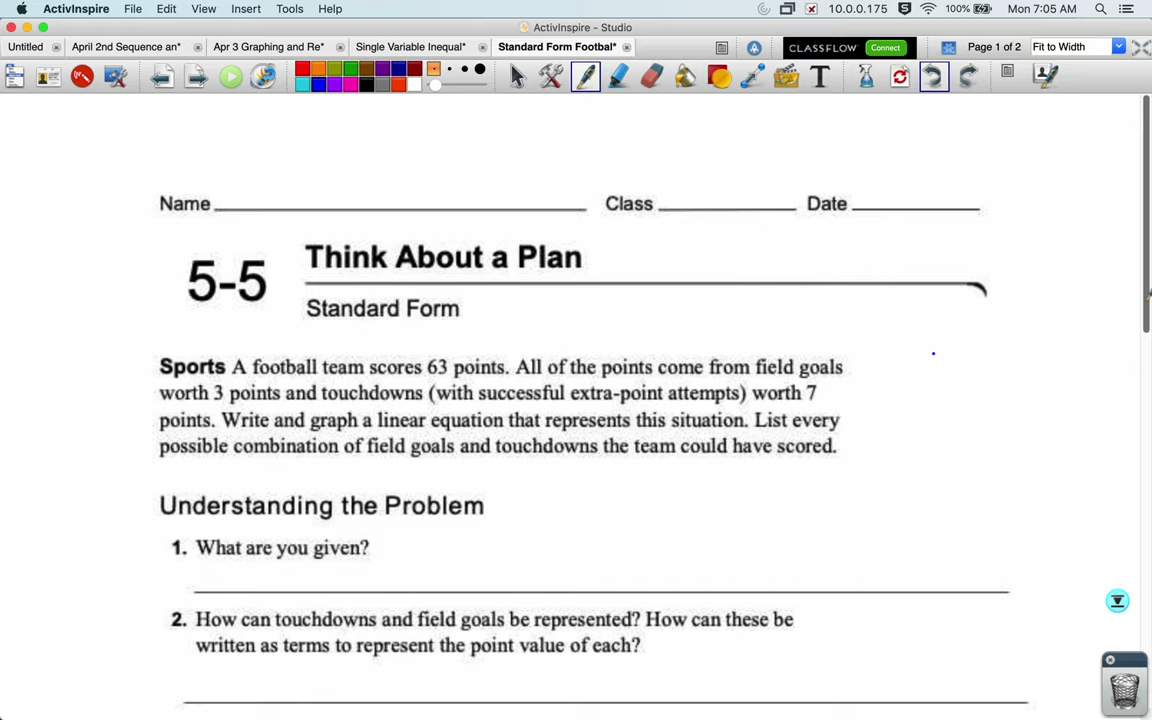 ActivInspire File Edit View Insert Tools Help 10.0.0.175 100% Mon 7:05 AM
ActivInspire - Studio
Untitled April 2nd Sequence an* Apr 3 Graphing and Re* Single Variable Inequal* Standard Form Footbal* CLASSFLOW Connect Page 1 of 2 Fit to Width
Name Class Date
5-5 Think About a Plan
Standard Form
Sports A football team scores 63 points. All of the points come from field goals
worth 3 points and touchdowns (with successful extra-point attempts) worth 7
points. Write and graph a linear equation that represents this situation. List every
possible combination of field goals and touchdowns the team could have scored.
Understanding the Problem
1. What are you given?
2. How can touchdowns and field goals be represented? How can these be
written as terms to represent the point value of each?